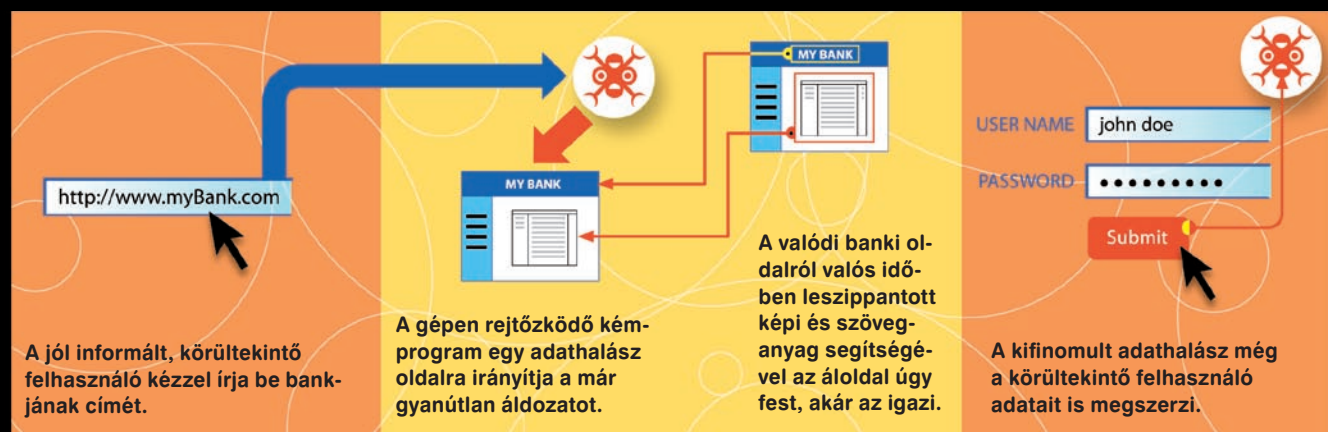 http://www.myBank.com
A jól informált, körültekintő
felhasználó kézzel írja be bank-
jának címét.
MY BANK
A gépen rejtőzködő kém-
program egy adathalász
oldalra irányítja a már
gyanútlan áldozatot.
MY BANK
A valódi banki ol-
dalról valós idő-
ben leszippantott
képi és szöveg-
anyag segítségé-
vel az áloldal úgy
fest, akár az igazi.
USER NAME john doe
PASSWORD •••••••••
Submit
A kifinomult adathalász még
a körültekintő felhasználó
adatait is megszerzi.